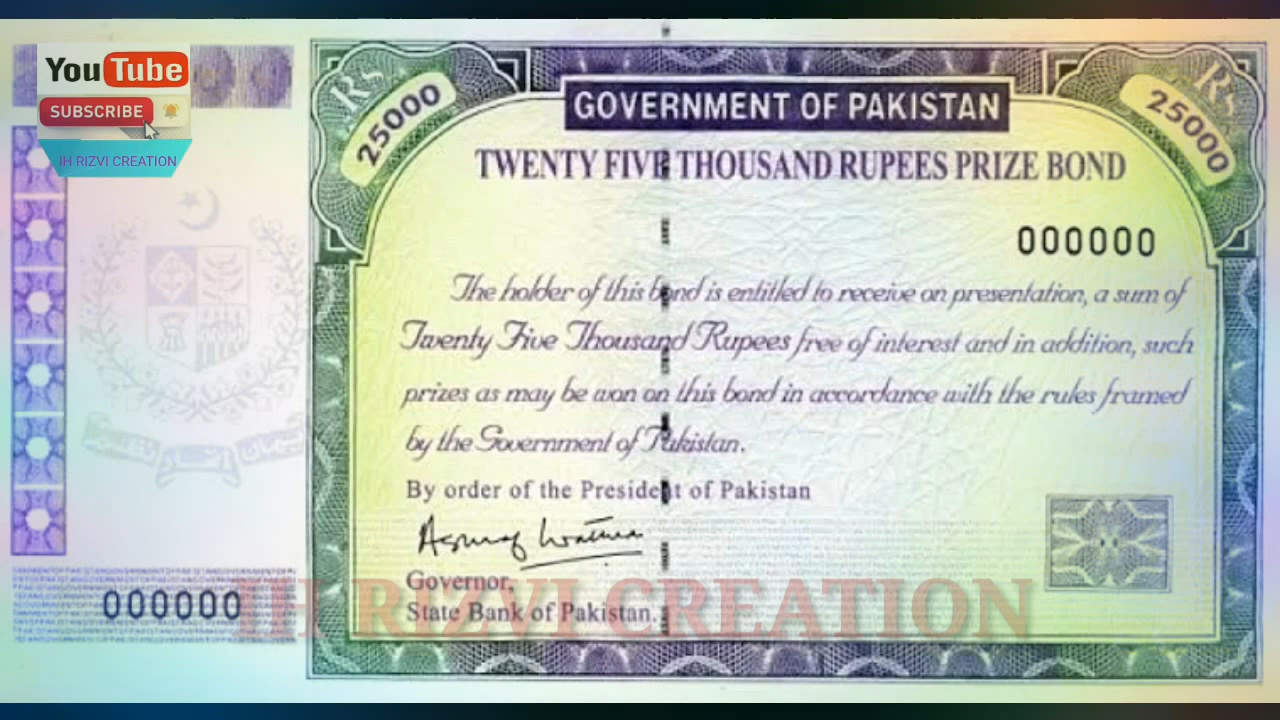 YouTube
SUBSCRIBE
IH RIZVI CREATION
Rs
25000
GOVERNMENT OF PAKISTAN
Rs
25000
TWENTY FIVE THOUSAND RUPEES PRIZE BOND
000000
The holder of this bond is entitled to receive on presentation, a sum of
Twenty Five Thousand Rupees free of interest and in addition, such
prizes as may be won on this bond in accordance with the rules framed
by the Government of Pakistan.
By order of the President of Pakistan
Governor,
State Bank of Pakistan.
000000
IH RIZVI CREATION